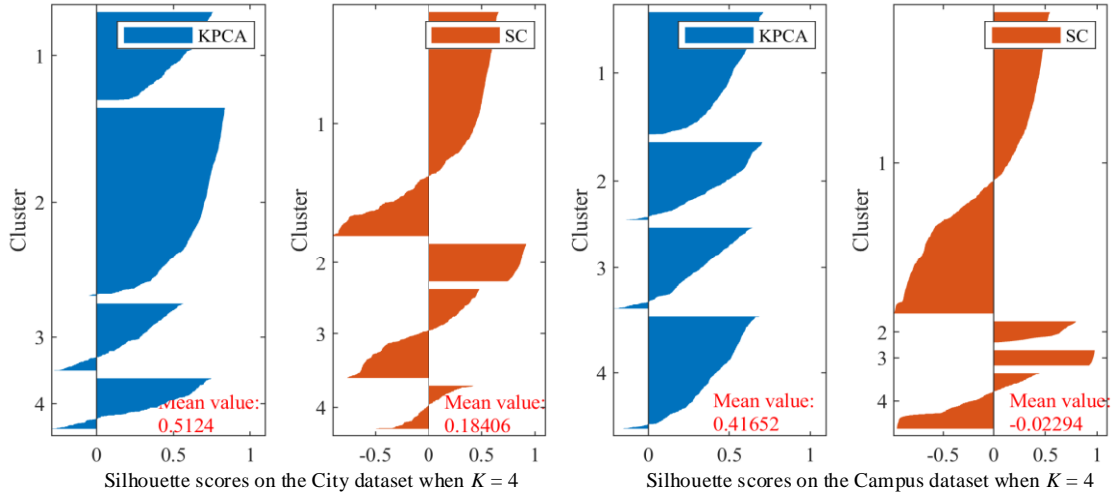 KPCA
Cluster
1
2
3
4
Mean value:
0.5124
0
0.5
1
SC
Cluster
1
2
3
4
Mean value:
0.18406
-0.5
0
0.5
1
Silhouette scores on the City dataset when K = 4
KPCA
Cluster
1
2
3
4
Mean value:
0.41652
0
0.5
1
SC
Cluster
1
2
3
4
Mean value:
-0.02294
-0.5
0
0.5
1
Silhouette scores on the Campus dataset when K = 4